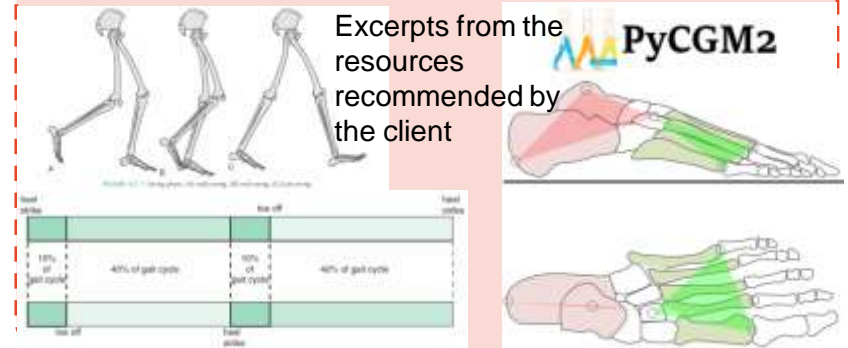 Excerpts from the
resources
recommended by
the client
PyCGM2
A
B
C
heel
strike
toe off
heel
strike
10%
of
gait cycle
40% of gait cycle
10%
of
gait cycle
40% of gait cycle
toe off
heel
strike